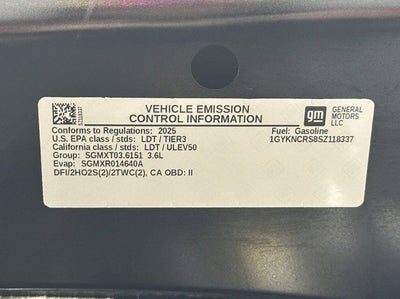 VEHICLE EMISSION
CONTROL INFORMATION
gm
GENERAL
MOTORS
LLC
Conforms to Regulations: 2025
Fuel: Gasoline
U.S. EPA class / stds: LDT / TIER3
1GYKNCRS8SZ118337
California class / stds: LDT / ULEV50
Group: SGMXT03.6151 3.6L
Evap: SGMXR014640A
DFI/2HO2S(2)/2TWC(2), CA OBD: II